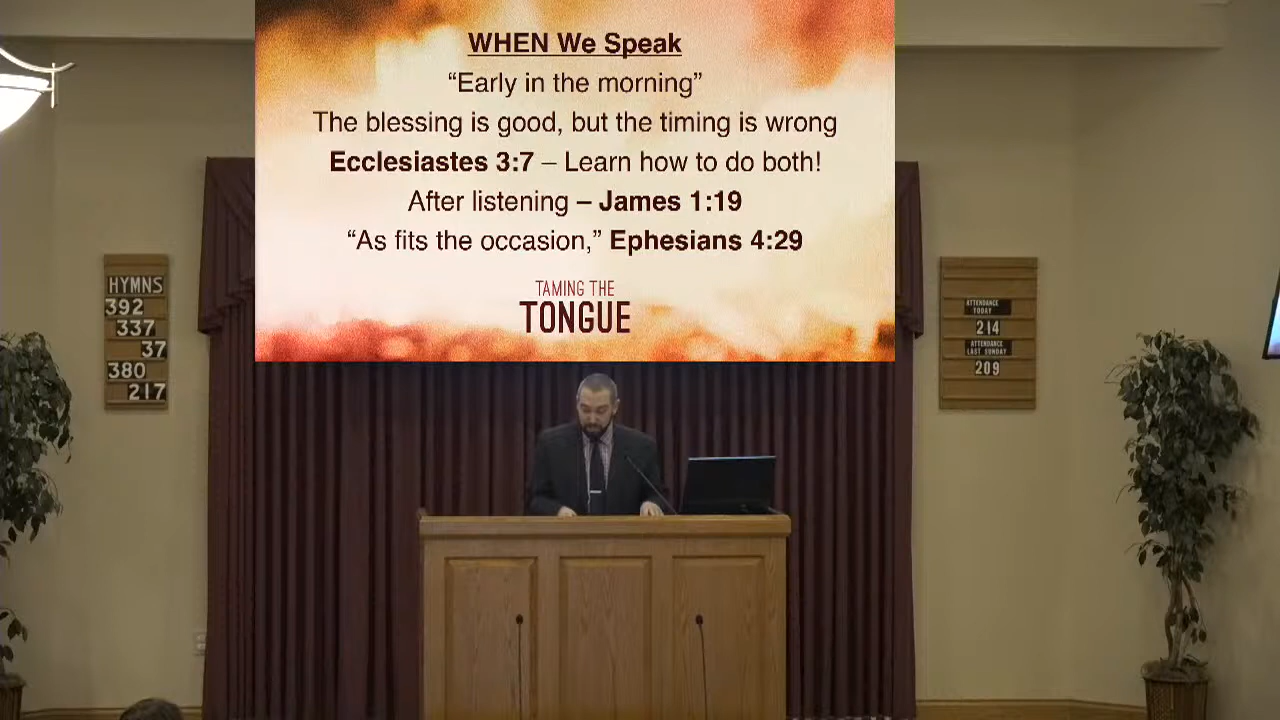 WHEN We Speak
“Early in the morning”
The blessing is good, but the timing is wrong
Ecclesiastes 3:7 – Learn how to do both!
After listening – James 1:19
“As fits the occasion,” Ephesians 4:29
TAMING THE
TONGUE
HYMNS
392
337
37
380
217
ATTENDANCE
TODAY
214
ATTENDANCE
LAST SUNDAY
209